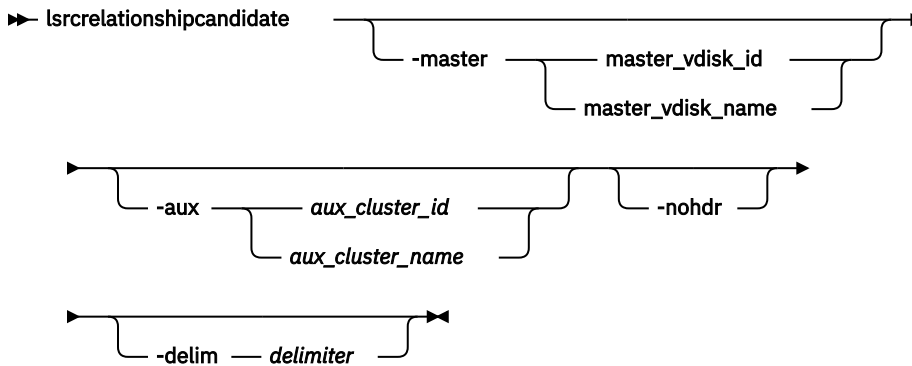 lsrcrelationshipcandidate
-master master_vdisk_id
master_vdisk_name
-aux aux_cluster_id -nohdr
aux_cluster_name
-delim delimiter